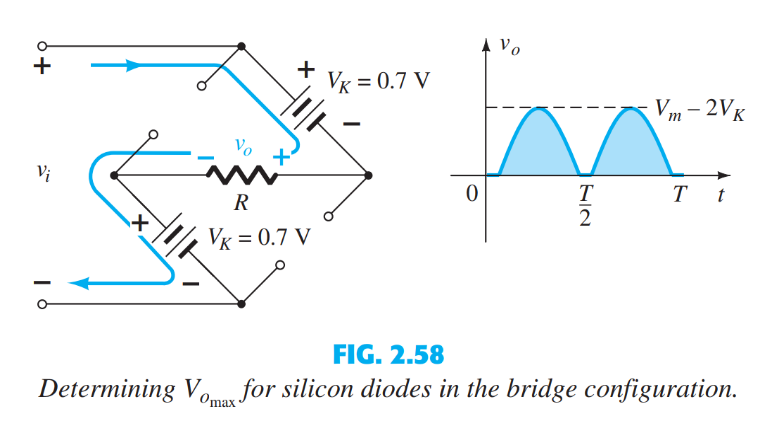 +
v_i
−
+
V_K = 0.7 V
−
− v_o +
R
+
V_K = 0.7 V
−
v_o
V_m − 2V_K
0
T/2
T
t
FIG. 2.58
Determining V_{o_{max}} for silicon diodes in the bridge configuration.